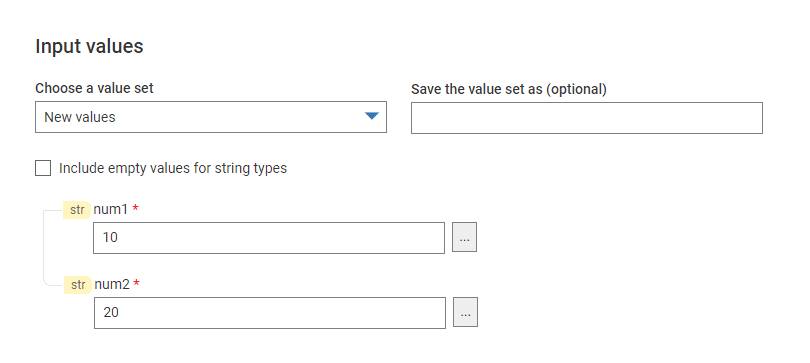 Input values
Choose a value set
Save the value set as (optional)
New values
Include empty values for string types
str num1 *
10 ...
str num2 *
20 ...